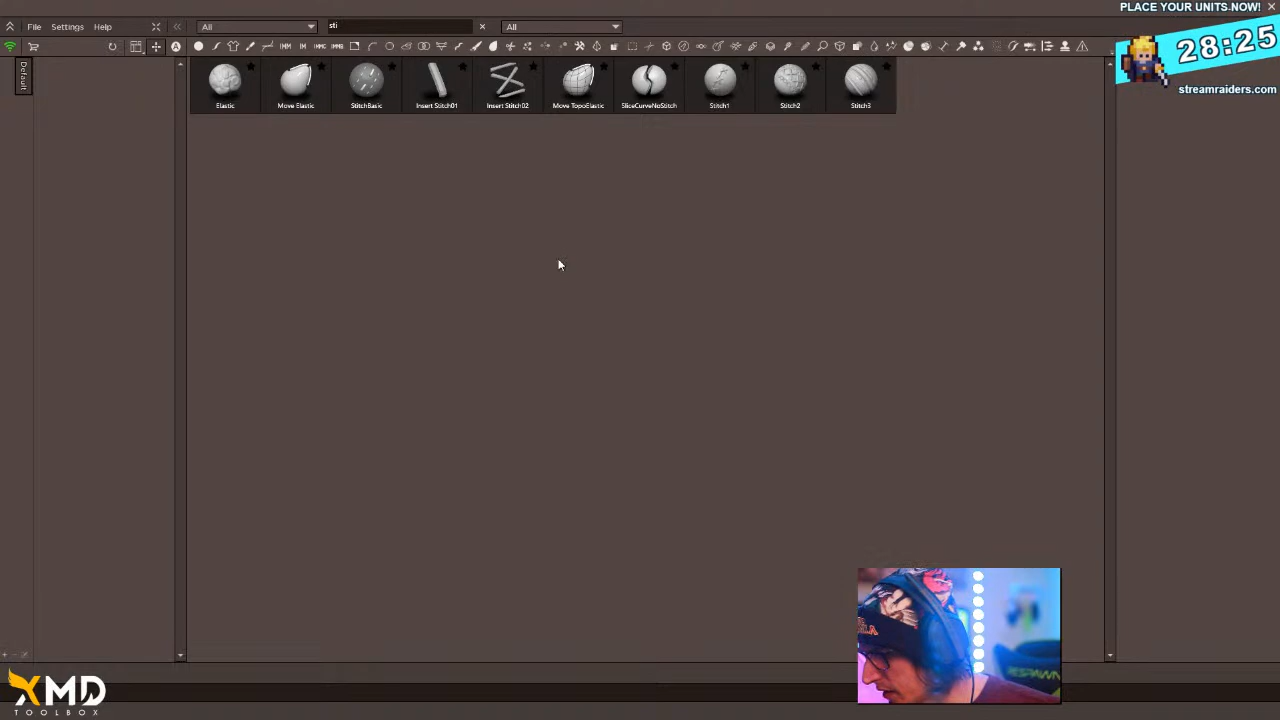 PLACE YOUR UNITS NOW!
File Settings Help All sti All
28:25
streamraiders.com
Default
Elastic Move Elastic StitchBasic Insert Stitch01 Insert Stitch02 Move TopoElastic SliceCurveNoStitch Stitch1 Stitch2 Stitch3
RESPAWN
XMD
TOOLBOX